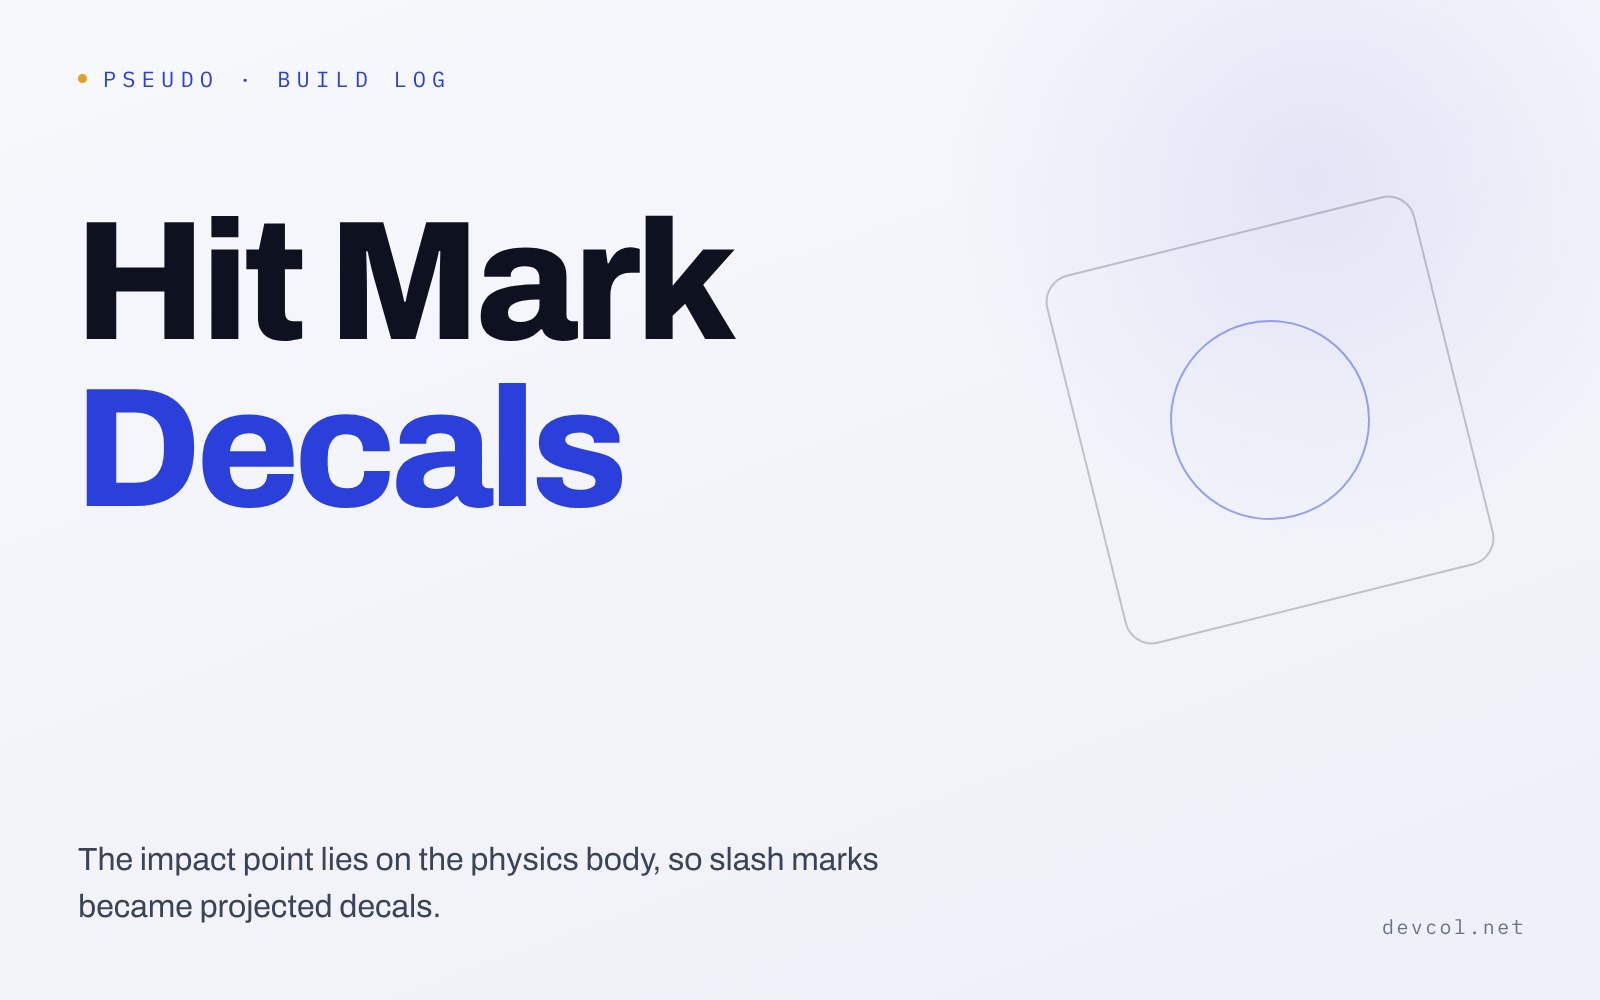 PSEUDO · BUILD LOG
Hit Mark
Decals
The impact point lies on the physics body, so slash marks
became projected decals.
devcol.net